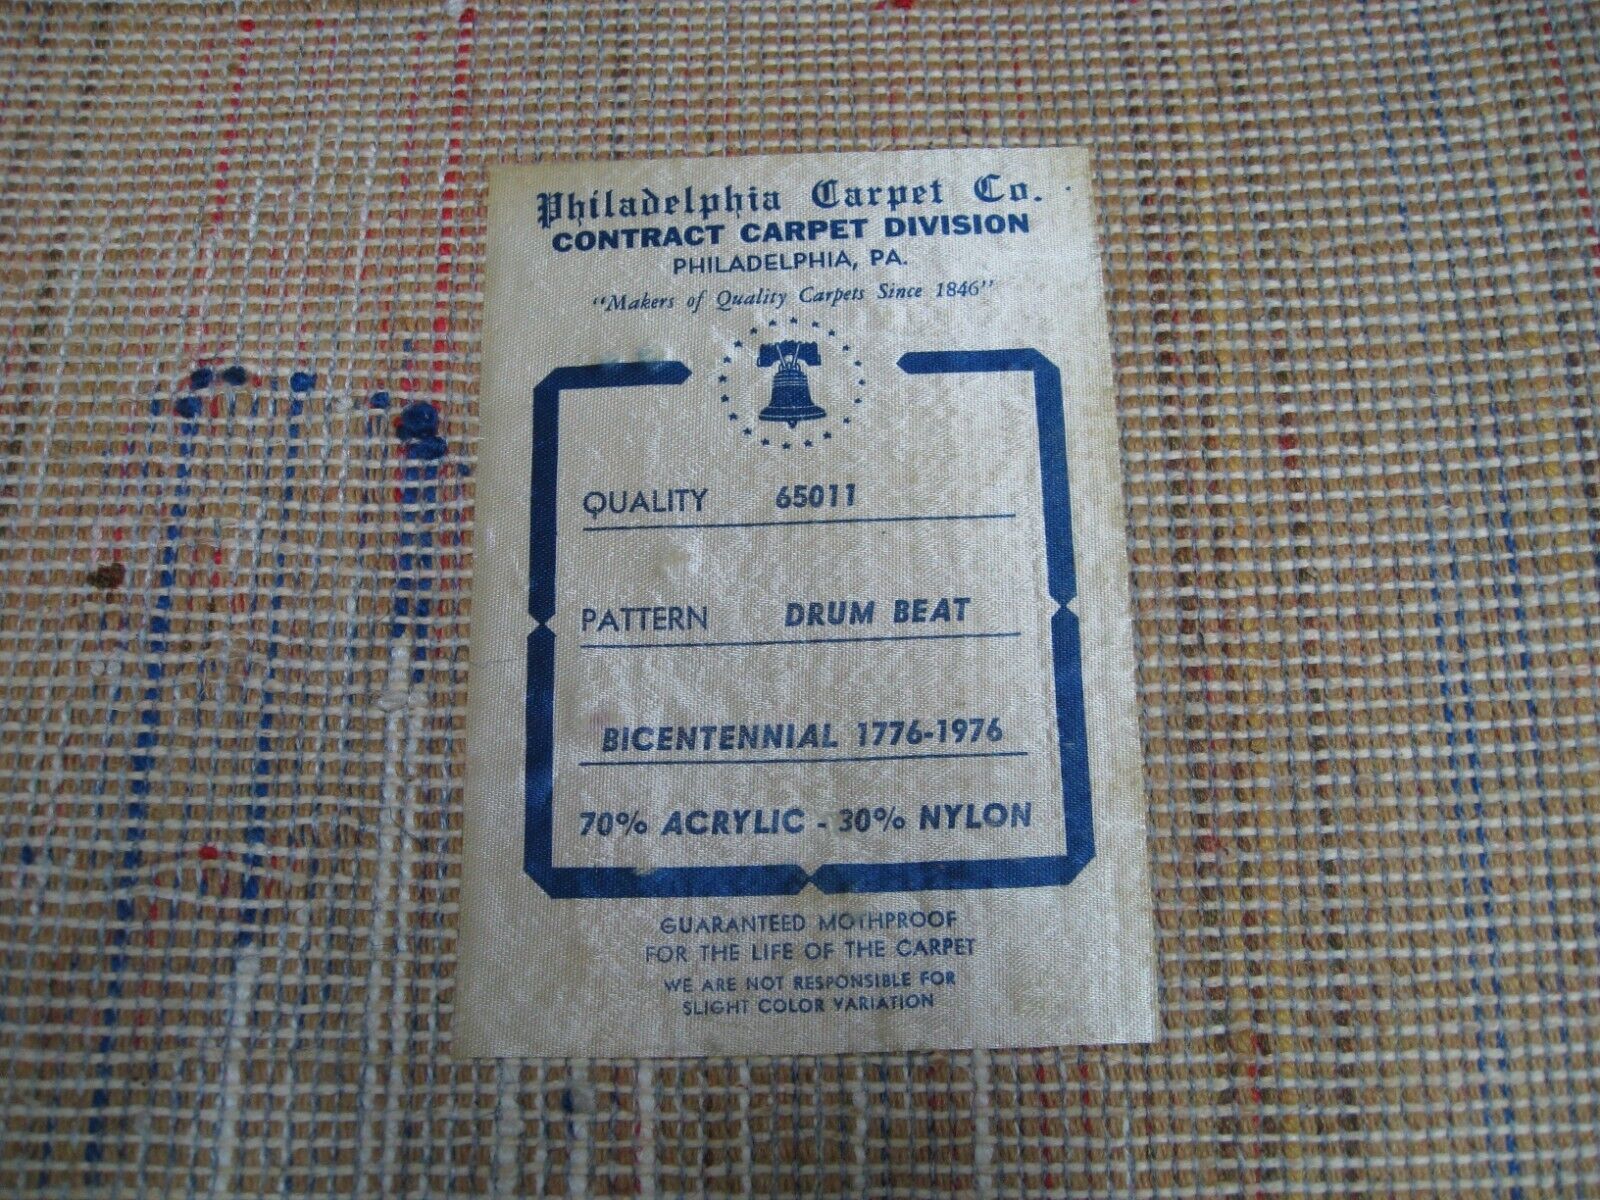 Philadelphia Carpet Co.
CONTRACT CARPET DIVISION
PHILADELPHIA, PA.
"Makers of Quality Carpets Since 1846"
QUALITY 65011
PATTERN DRUM BEAT
BICENTENNIAL 1776-1976
70% ACRYLIC - 30% NYLON
GUARANTEED MOTHPROOF
FOR THE LIFE OF THE CARPET
WE ARE NOT RESPONSIBLE FOR
SLIGHT COLOR VARIATION